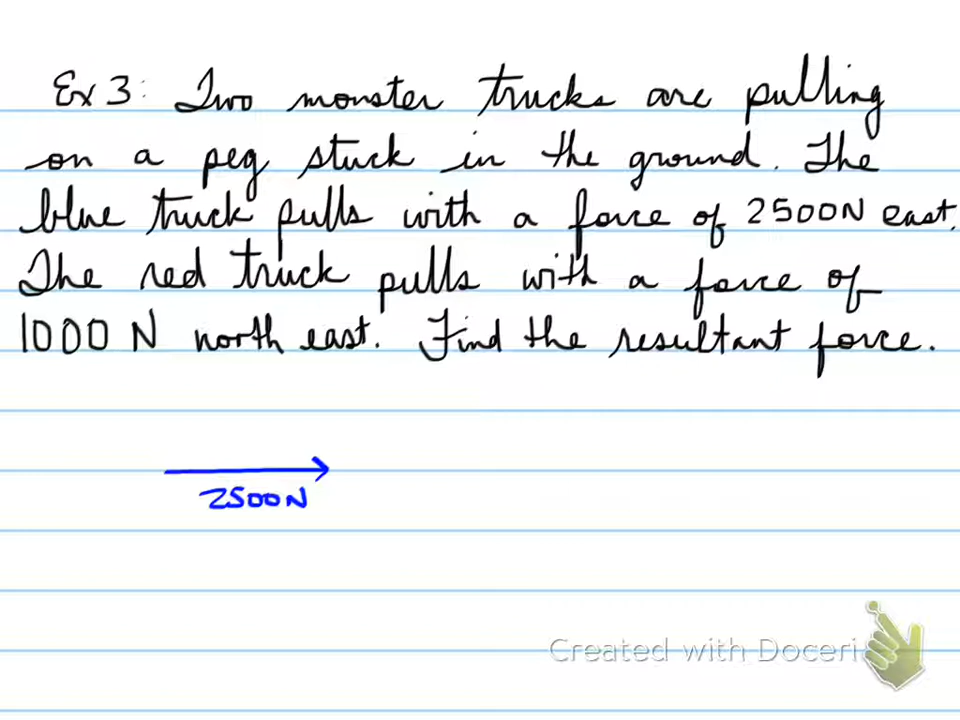 Ex 3: Two monster trucks are pulling
on a peg stuck in the ground. The
blue truck pulls with a force of 2500N east.
The red truck pulls with a force of
1000 N north east. Find the resultant force.
2500N
Created with Doceri